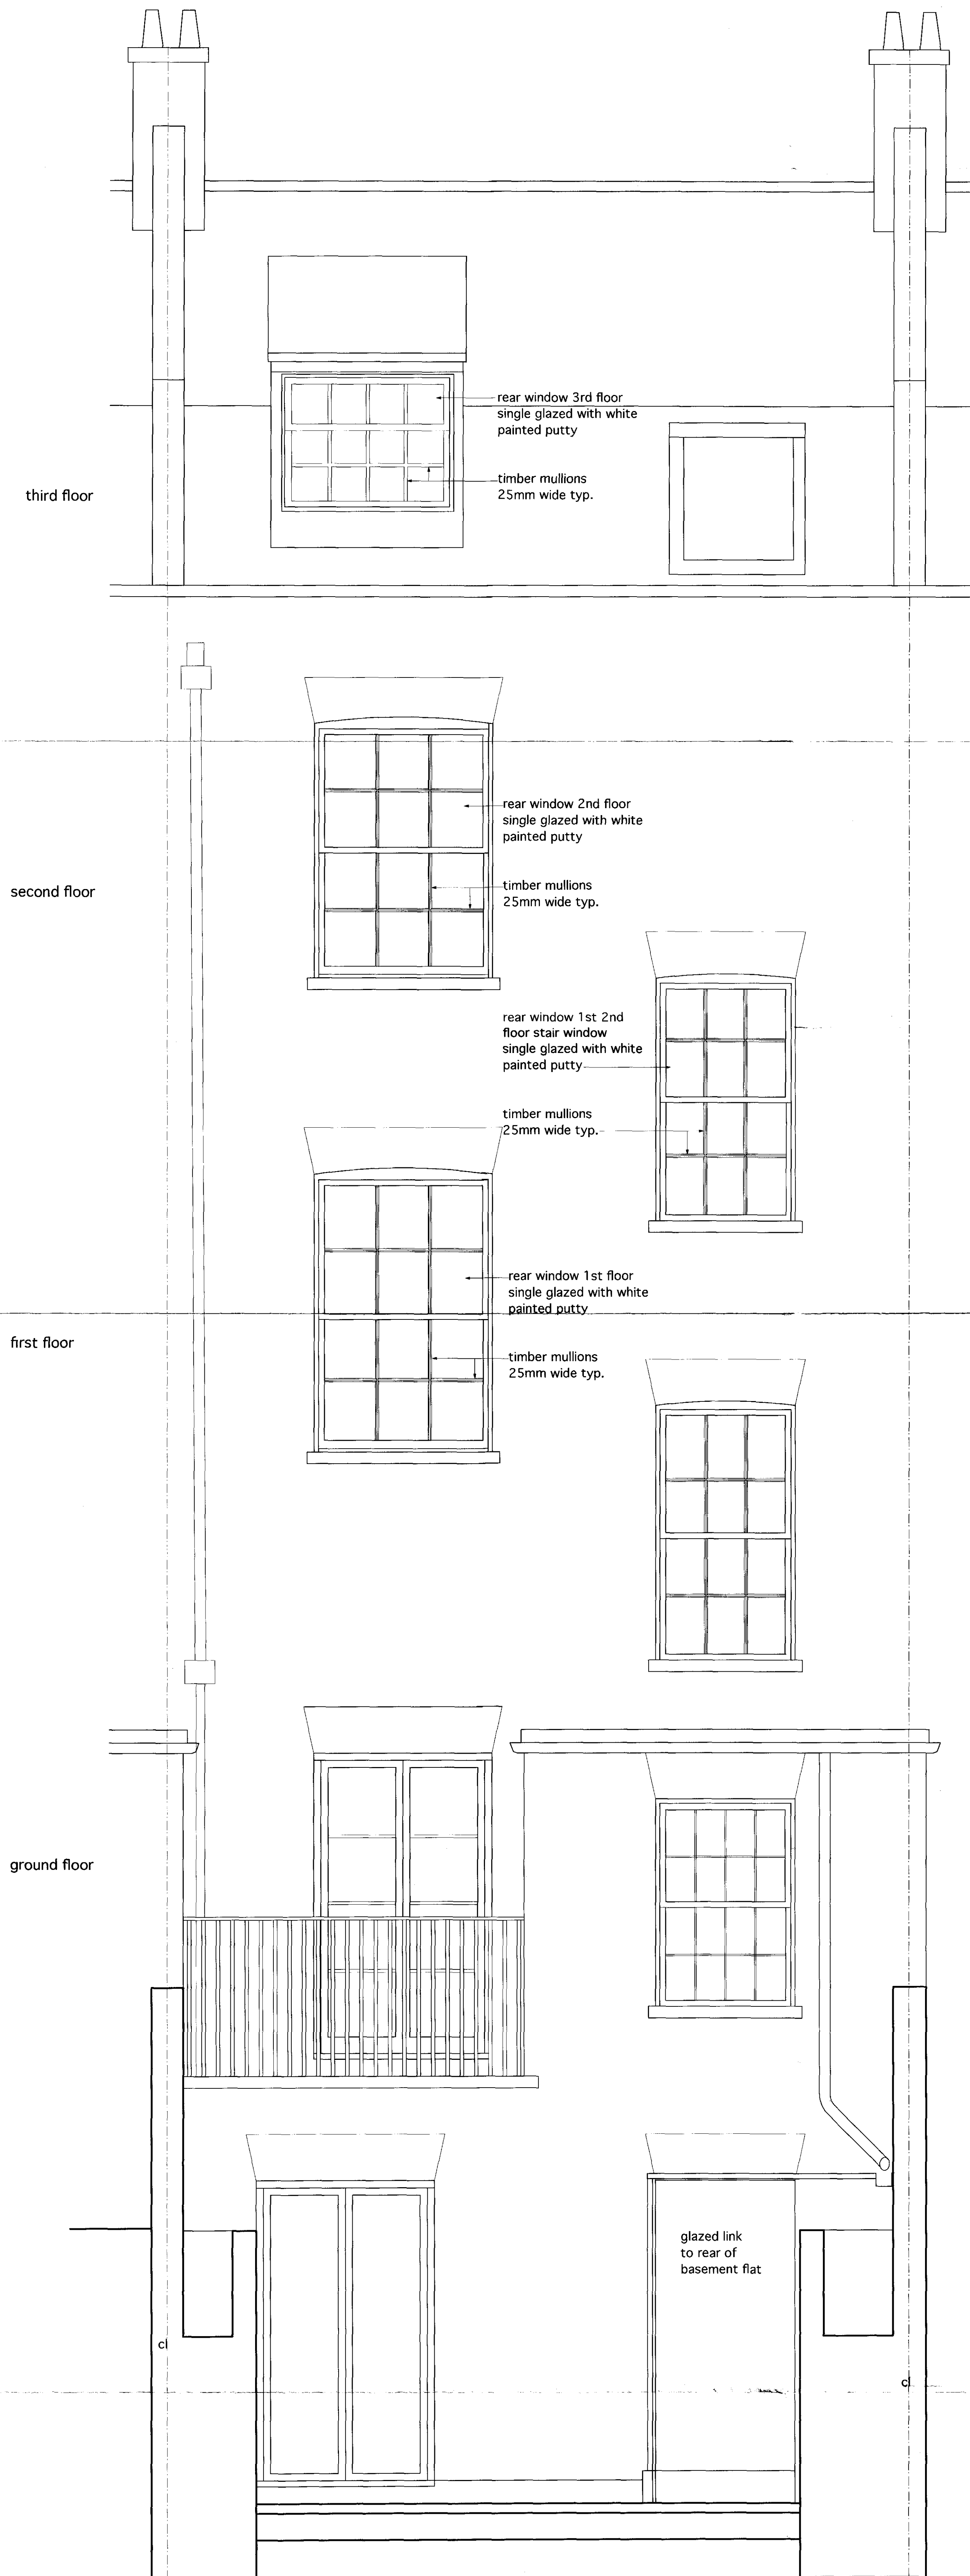 rear window 3rd floor
single glazed with white
painted putty
timber mullions
25mm wide typ.
third floor
rear window 2nd floor
single glazed with white
painted putty
timber mullions
25mm wide typ.
second floor
rear window 1st 2nd
floor stair window
single glazed with white
painted putty
timber mullions
25mm wide typ.
rear window 1st floor
single glazed with white
painted putty
first floor
timber mullions
25mm wide typ.
ground floor
glazed link
to rear of
basement flat
cl
cl